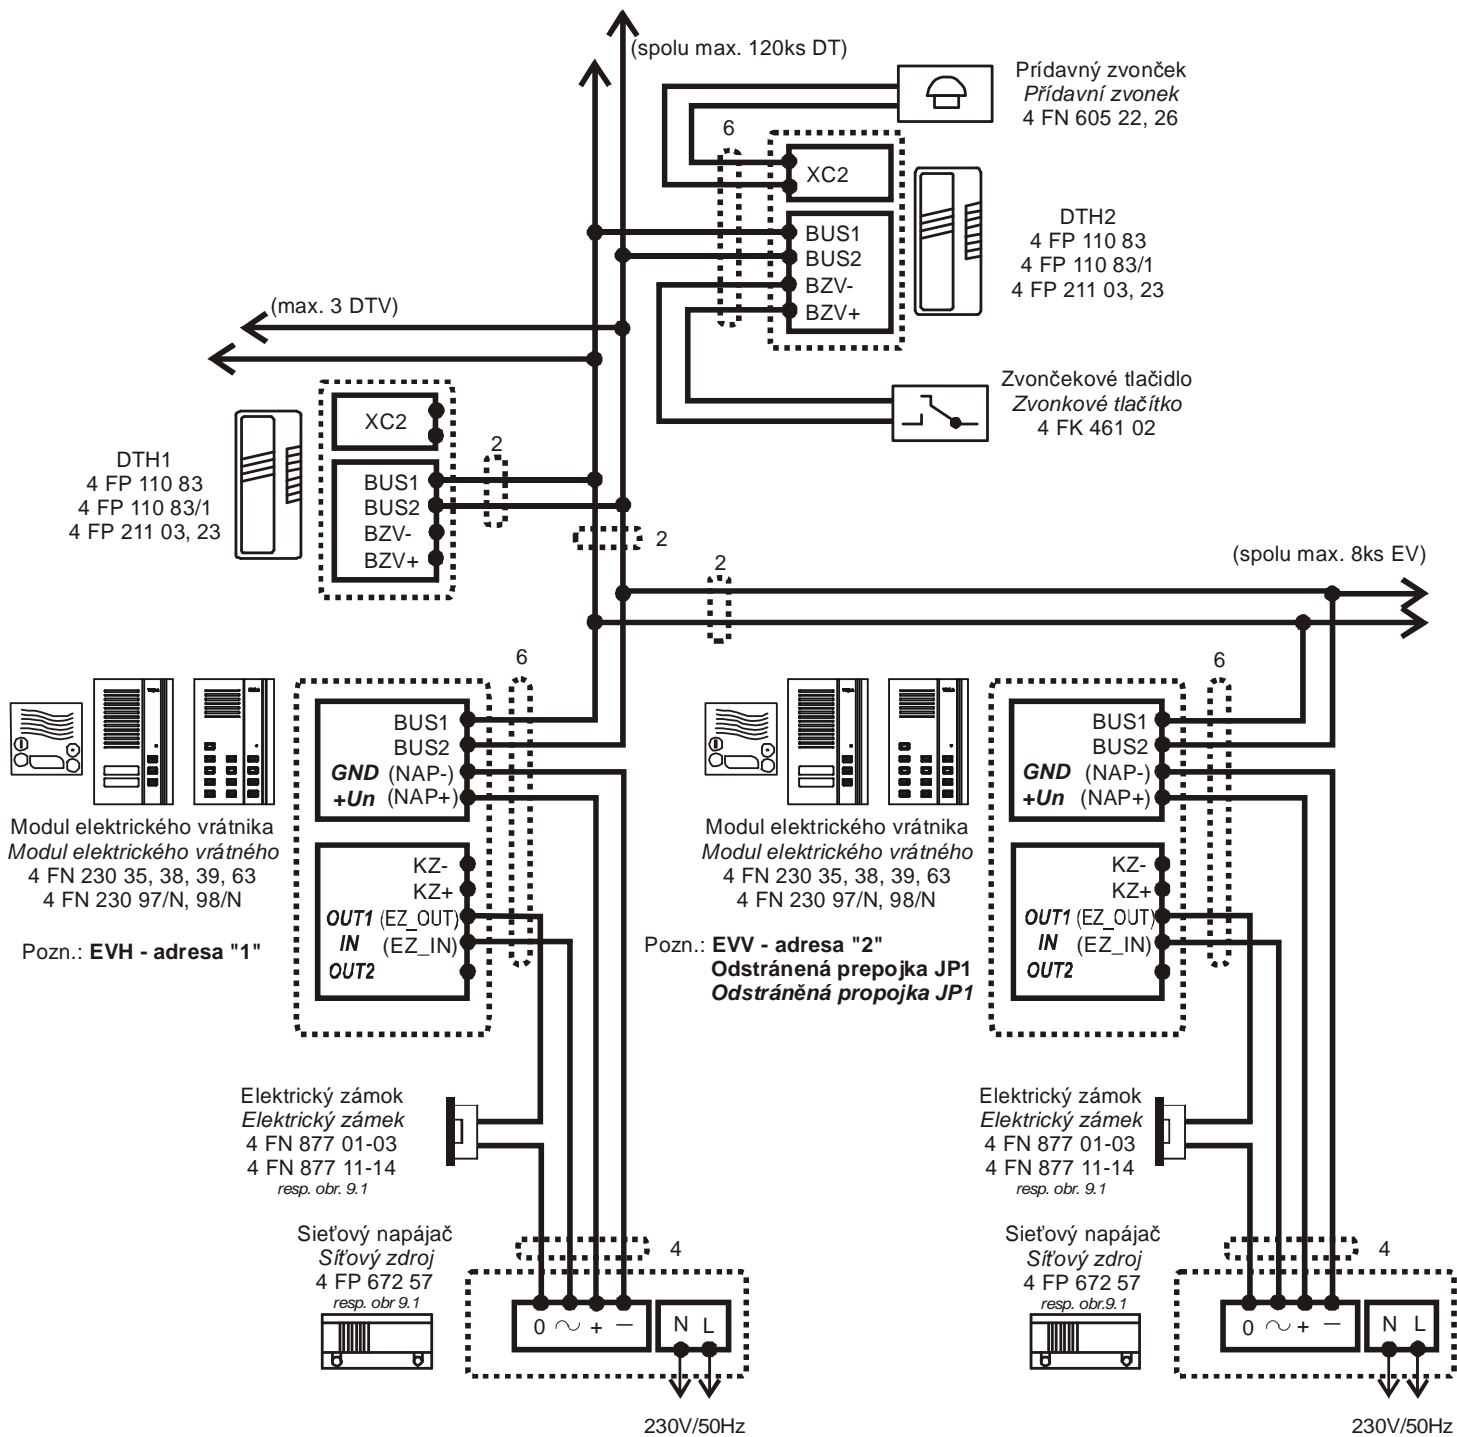 (spolu max. 120ks DT)
Prídavný zvonček
Přídavní zvonek
4 FN 605 22, 26
6
XC2
BUS1
BUS2
BZV-
BZV+
DTH2
4 FP 110 83
4 FP 110 83/1
4 FP 211 03, 23
(max. 3 DTV)
Zvončekové tlačidlo
Zvonkové tlačítko
4 FK 461 02
DTH1
4 FP 110 83
4 FP 110 83/1
4 FP 211 03, 23
XC2
BUS1
BUS2
BZV-
BZV+
2
2
2
(spolu max. 8ks EV)
6
BUS1
BUS2
GND (NAP-)
+Un (NAP+)
KZ-
KZ+
OUT1 (EZ_OUT)
IN (EZ_IN)
OUT2
Modul elektrického vrátnika
Modul elektrického vrátného
4 FN 230 35, 38, 39, 63
4 FN 230 97/N, 98/N
Pozn.: EVH - adresa "1"
6
BUS1
BUS2
GND (NAP-)
+Un (NAP+)
KZ-
KZ+
OUT1 (EZ_OUT)
IN (EZ_IN)
OUT2
Modul elektrického vrátnika
Modul elektrického vrátného
4 FN 230 35, 38, 39, 63
4 FN 230 97/N, 98/N
Pozn.: EVV - adresa "2"
Odstránená prepojka JP1
Odstráněná propojka JP1
Elektrický zámok
Elektrický zámek
4 FN 877 01-03
4 FN 877 11-14
resp. obr. 9.1
Sieťový napájač
Síťový zdroj
4 FP 672 57
resp. obr 9.1
4
0 ~ + —
N L
230V/50Hz
Elektrický zámok
Elektrický zámek
4 FN 877 01-03
4 FN 877 11-14
resp. obr. 9.1
Sieťový napájač
Síťový zdroj
4 FP 672 57
resp. obr.9.1
4
0 ~ + —
N L
230V/50Hz